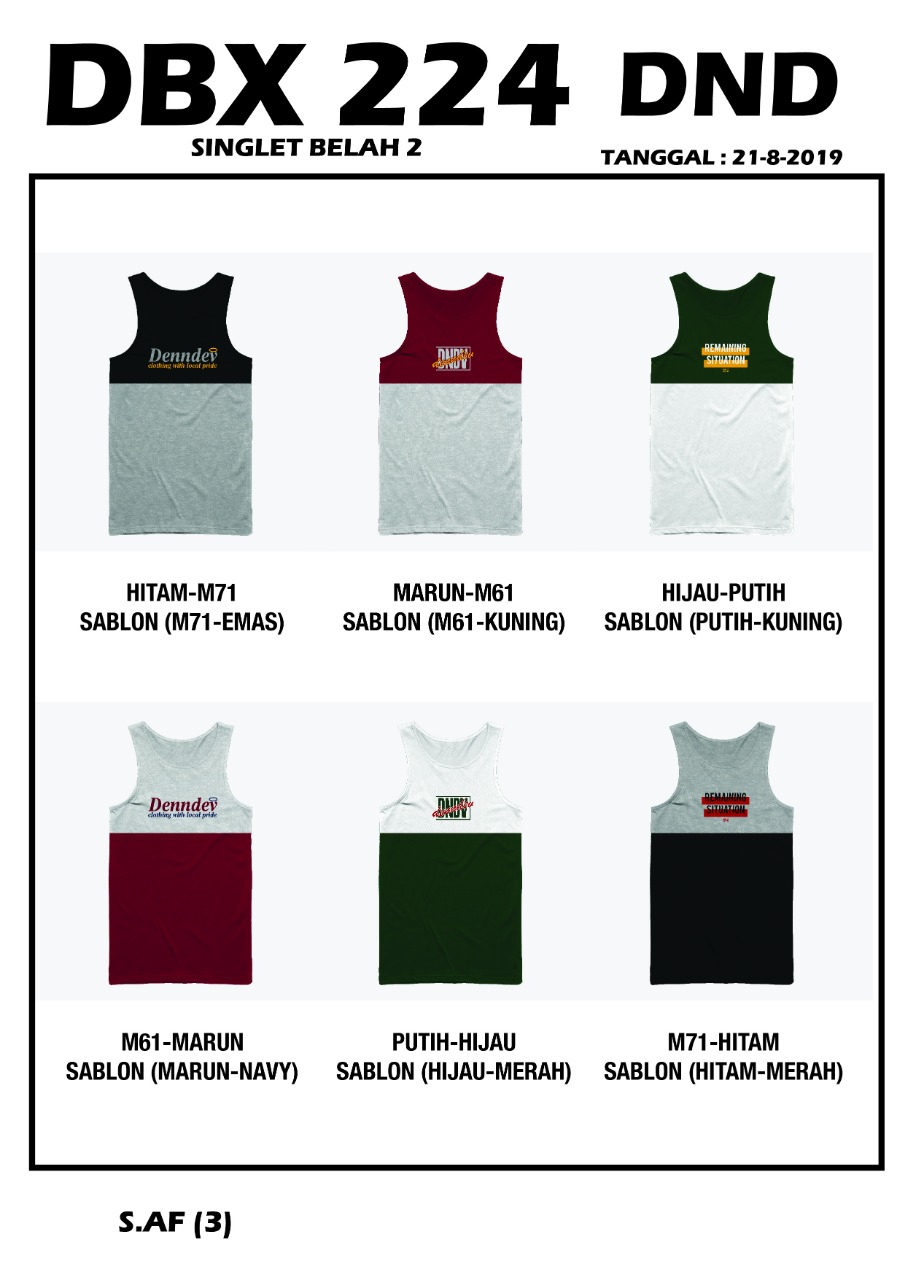 DBX 224 DND
SINGLET BELAH 2
TANGGAL : 21-8-2019
Denndev
clothing with local pride
DNDV
REMAINING
SITUATION
HITAM-M71
SABLON (M71-EMAS)
MARUN-M61
SABLON (M61-KUNING)
HIJAU-PUTIH
SABLON (PUTIH-KUNING)
Denndev
clothing with local pride
DNDV
REMAINING
SITUATION
M61-MARUN
SABLON (MARUN-NAVY)
PUTIH-HIJAU
SABLON (HIJAU-MERAH)
M71-HITAM
SABLON (HITAM-MERAH)
S.AF (3)